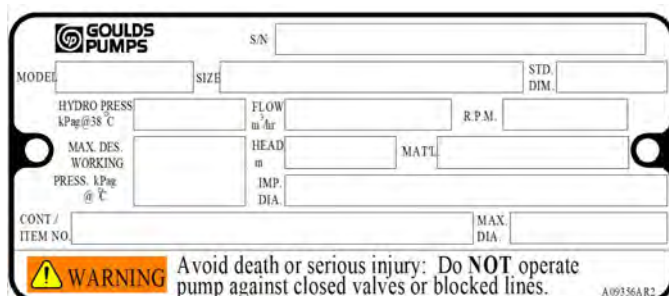 GOULDS PUMPS
S/N
MODEL SIZE STD. DIM.
HYDRO PRESS kPag@38 °C FLOW m³/hr R.P.M.
MAX. DES. WORKING PRESS. kPag @ °C HEAD m MAT'L
IMP. DIA.
CONT / ITEM NO. MAX. DIA.
WARNING Avoid death or serious injury: Do NOT operate
pump against closed valves or blocked lines.
A09356AR2